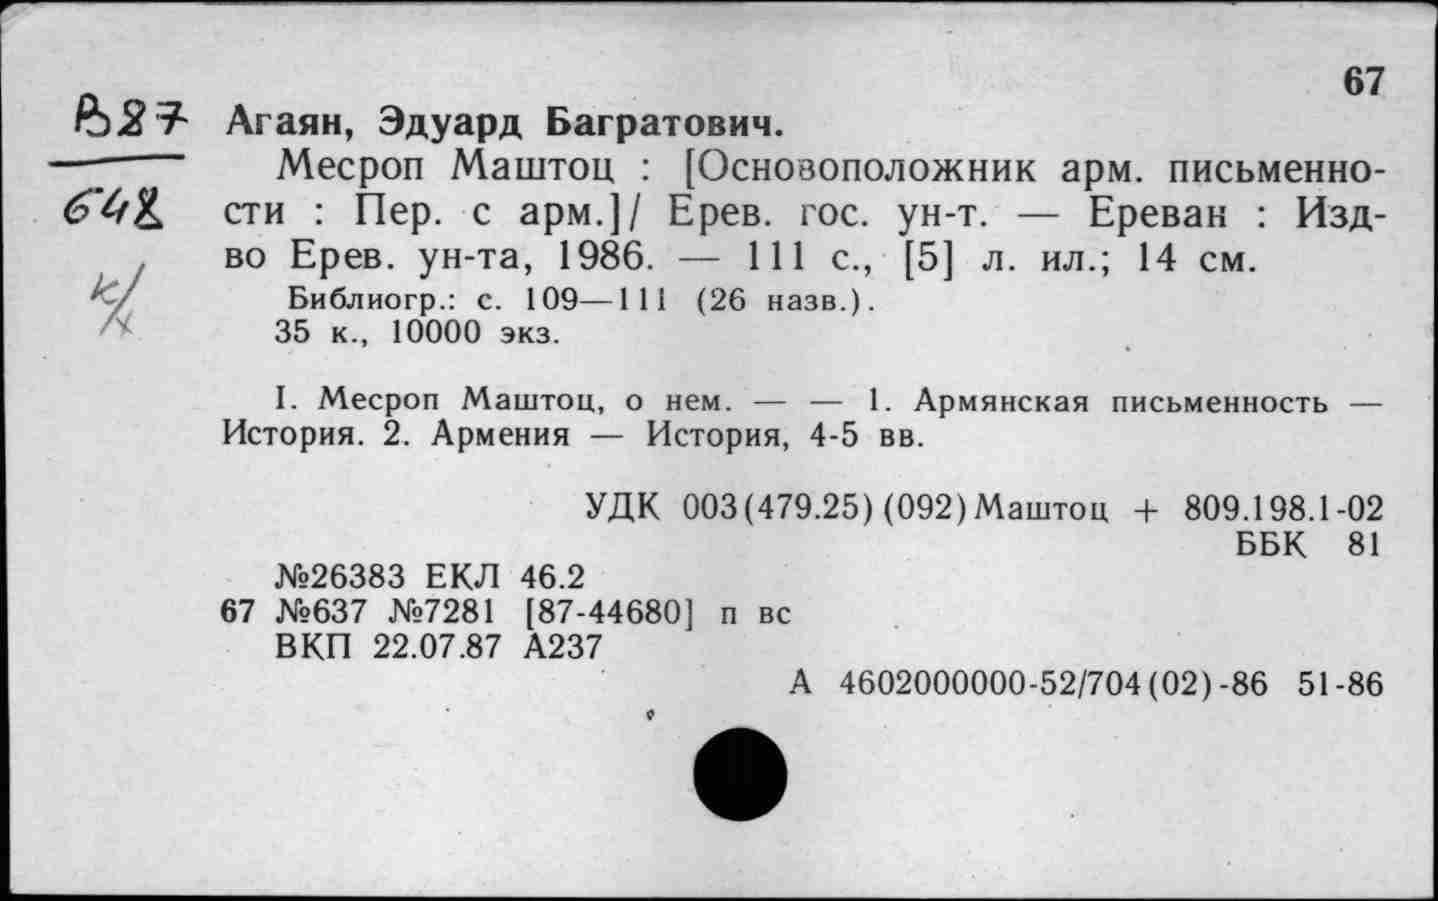 67
Агаян, Эдуард Багратович.
Месроп Маштоц : [Основоположник арм. письменно-
сти : Пер. с арм.]/ Ерев. гос. ун-т. — Ереван : Изд-
во Ерев. ун-та, 1986. — 111 с., [5] л. ил.; 14 см.
Библиогр.: с. 109—111 (26 назв.).
35 к., 10000 экз.
I. Месроп Маштоц, о нем. — — 1. Армянская письменность —
История. 2. Армения — История, 4-5 вв.
УДК 003(479.25)(092)Маштоц + 809.198.1-02
ББК 81
№26383 ЕКЛ 46.2
67 №637 №7281 [87-44680] п вс
ВКП 22.07.87 А237
А 4602000000-52/704(02)-86 51-86